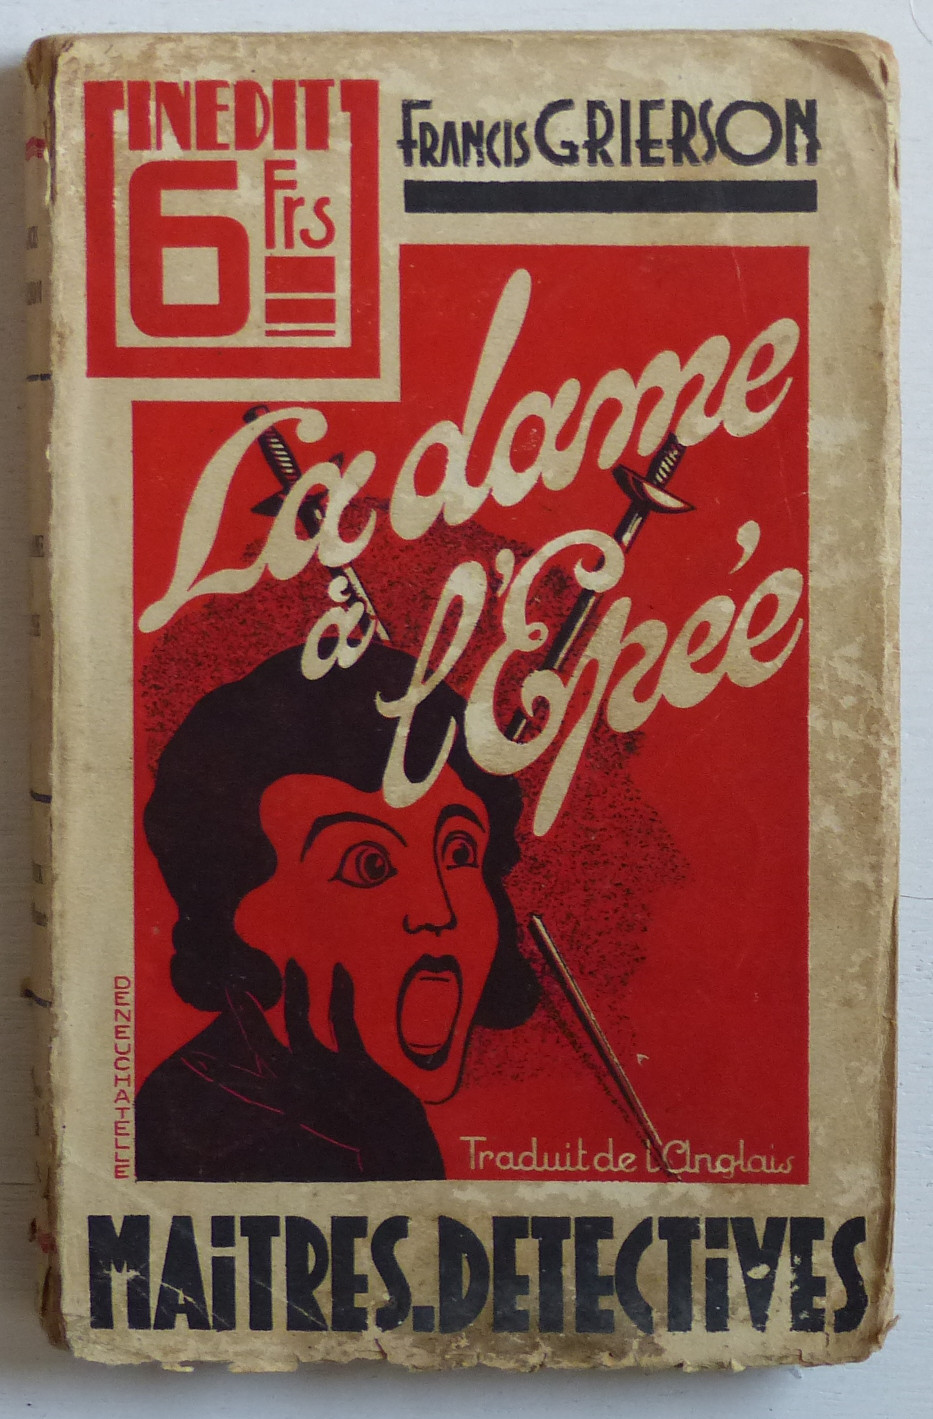 INEDIT
6 Frs
FRANCIS GRIERSON
La dame
à
l'Epée
DENEUCHATELLE
Traduit de l'Anglais
MAiTRES.DETECTiVES